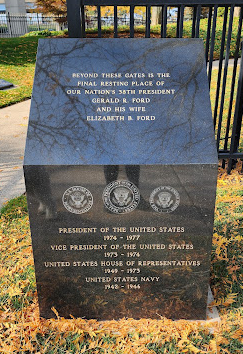 BEYOND THESE GATES IS THE
FINAL RESTING PLACE OF
OUR NATION'S 38TH PRESIDENT
GERALD R. FORD
AND HIS WIFE
ELIZABETH B. FORD
PRESIDENT OF THE UNITED STATES
1974 - 1977
VICE PRESIDENT OF THE UNITED STATES
1973 - 1974
UNITED STATES HOUSE OF REPRESENTATIVES
1949 - 1973
UNITED STATES NAVY
1942 - 1946